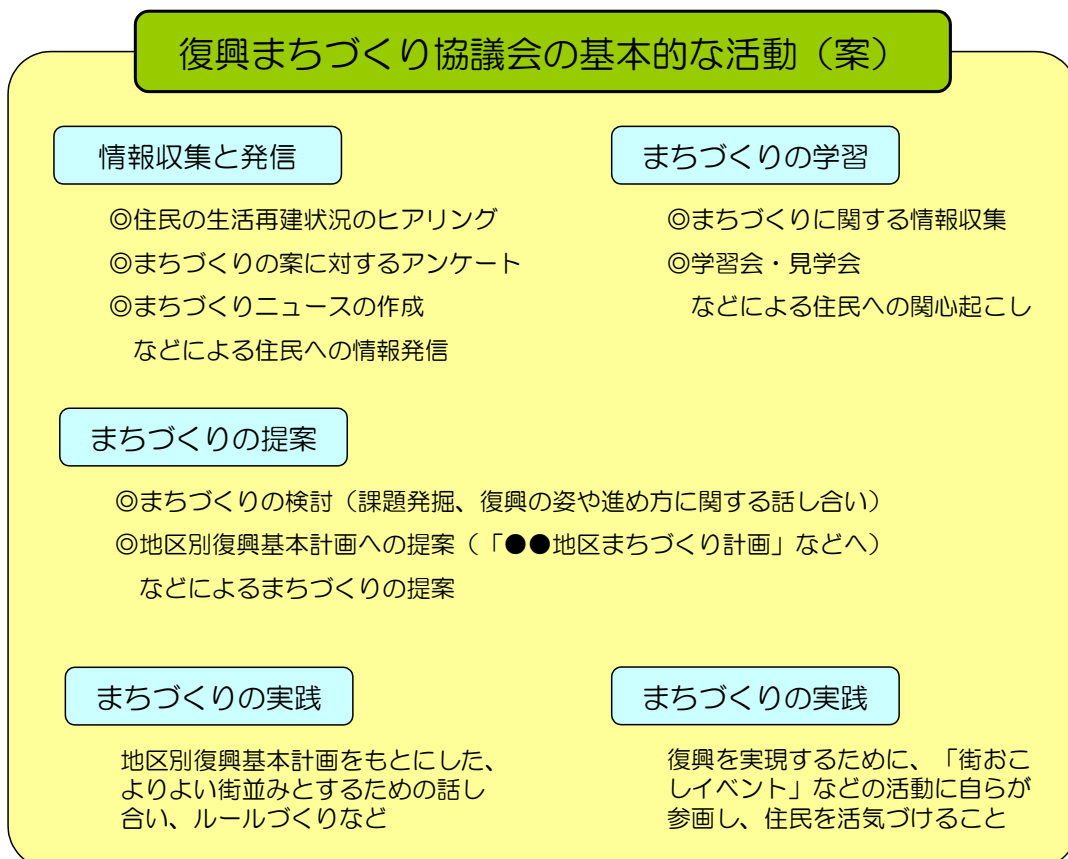 復興まちづくり協議会の基本的な活動（案）
情報収集と発信
◎住民の生活再建状況のヒアリング
◎まちづくりの案に対するアンケート
◎まちづくりニュースの作成
などによる住民への情報発信
まちづくりの学習
◎まちづくりに関する情報収集
◎学習会・見学会
などによる住民への関心起こし
まちづくりの提案
◎まちづくりの検討（課題発掘、復興の姿や進め方に関する話し合い）
◎地区別復興基本計画への提案（「●●地区まちづくり計画」などへ）
などによるまちづくりの提案
まちづくりの実践
地区別復興基本計画をもとにした、
よりよい街並みとするための話し
合い、ルールづくりなど
まちづくりの実践
復興を実現するために、「街おこ
しイベント」などの活動に自らが
参画し、住民を活気づけること